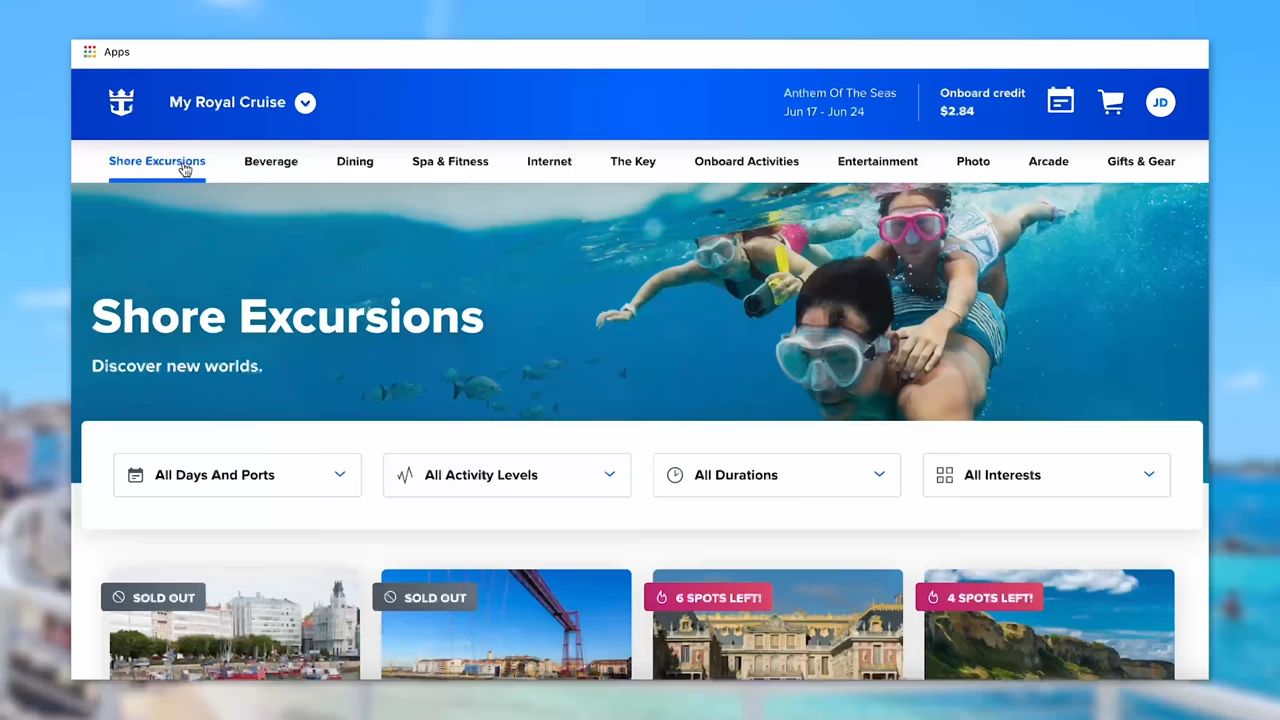 Apps
My Royal Cruise
Anthem Of The Seas
Jun 17 - Jun 24
Onboard credit
$2.84
JD
Shore Excursions Beverage Dining Spa & Fitness Internet The Key Onboard Activities Entertainment Photo Arcade Gifts & Gear
Shore Excursions
Discover new worlds.
All Days And Ports All Activity Levels All Durations All Interests
SOLD OUT SOLD OUT 6 SPOTS LEFT! 4 SPOTS LEFT!